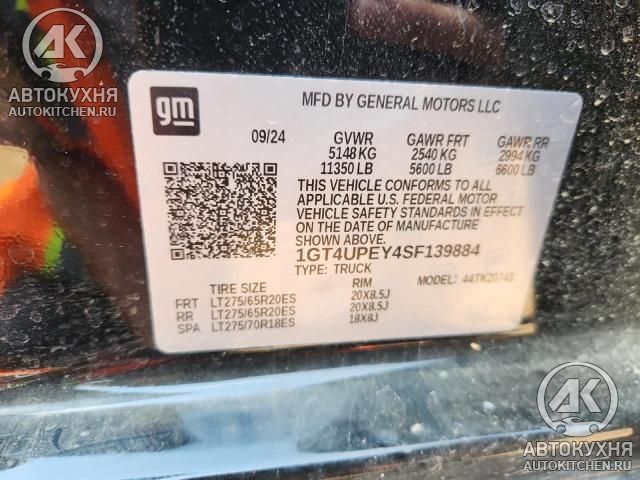 AK
АВТОКУХНЯ
AUTOKITCHEN.RU
gm
MFD BY GENERAL MOTORS LLC
09/24 GVWR GAWR FRT GAWR RR
5148 KG 2540 KG 2994 KG
11350 LB 5600 LB 6600 LB
THIS VEHICLE CONFORMS TO ALL
APPLICABLE U.S. FEDERAL MOTOR
VEHICLE SAFETY STANDARDS IN EFFECT
ON THE DATE OF MANUFACTURE
SHOWN ABOVE.
1GT4UPEY4SF139884
TYPE: TRUCK MODEL: 44TK20743
TIRE SIZE RIM
FRT LT275/65R20ES 20X8.5J
RR LT275/65R20ES 20X8.5J
SPA LT275/70R18ES 18X8J
AK
АВТОКУХНЯ
AUTOKITCHEN.RU